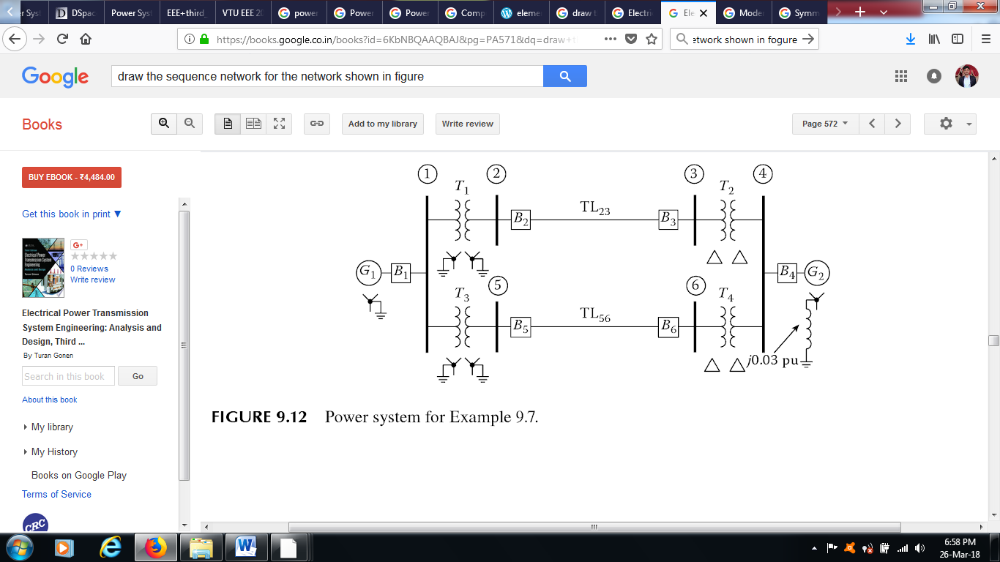 r Syst
DSpac
Power Syst
EEE+third_
VTU EEE 20
power
Power
Power
Comp
eleme
draw t
Electri
Ele
Mode
Symm
https://books.google.co.in/books?id=6KbNBQAAQBAJ&pg=PA571&dq=draw+t
etwork shown in fogure
Google
draw the sequence network for the network shown in figure
Books
Add to my library
Write review
Page 572
BUY EBOOK - ₹4,484.00
Get this book in print ▼
G+
0 Reviews
Write review
Electrical Power Transmission
System Engineering: Analysis and
Design, Third ...
By Turan Gonen
Search in this book
Go
About this book
My library
My History
Books on Google Play
Terms of Service
CRC
1 2 3 4
T1 T2
TL23
B2 B3
G1 B1 B4 G2
5 6
T3 T4
TL56
B5 B6
j0.03 pu
FIGURE 9.12 Power system for Example 9.7.
6:58 PM
26-Mar-18